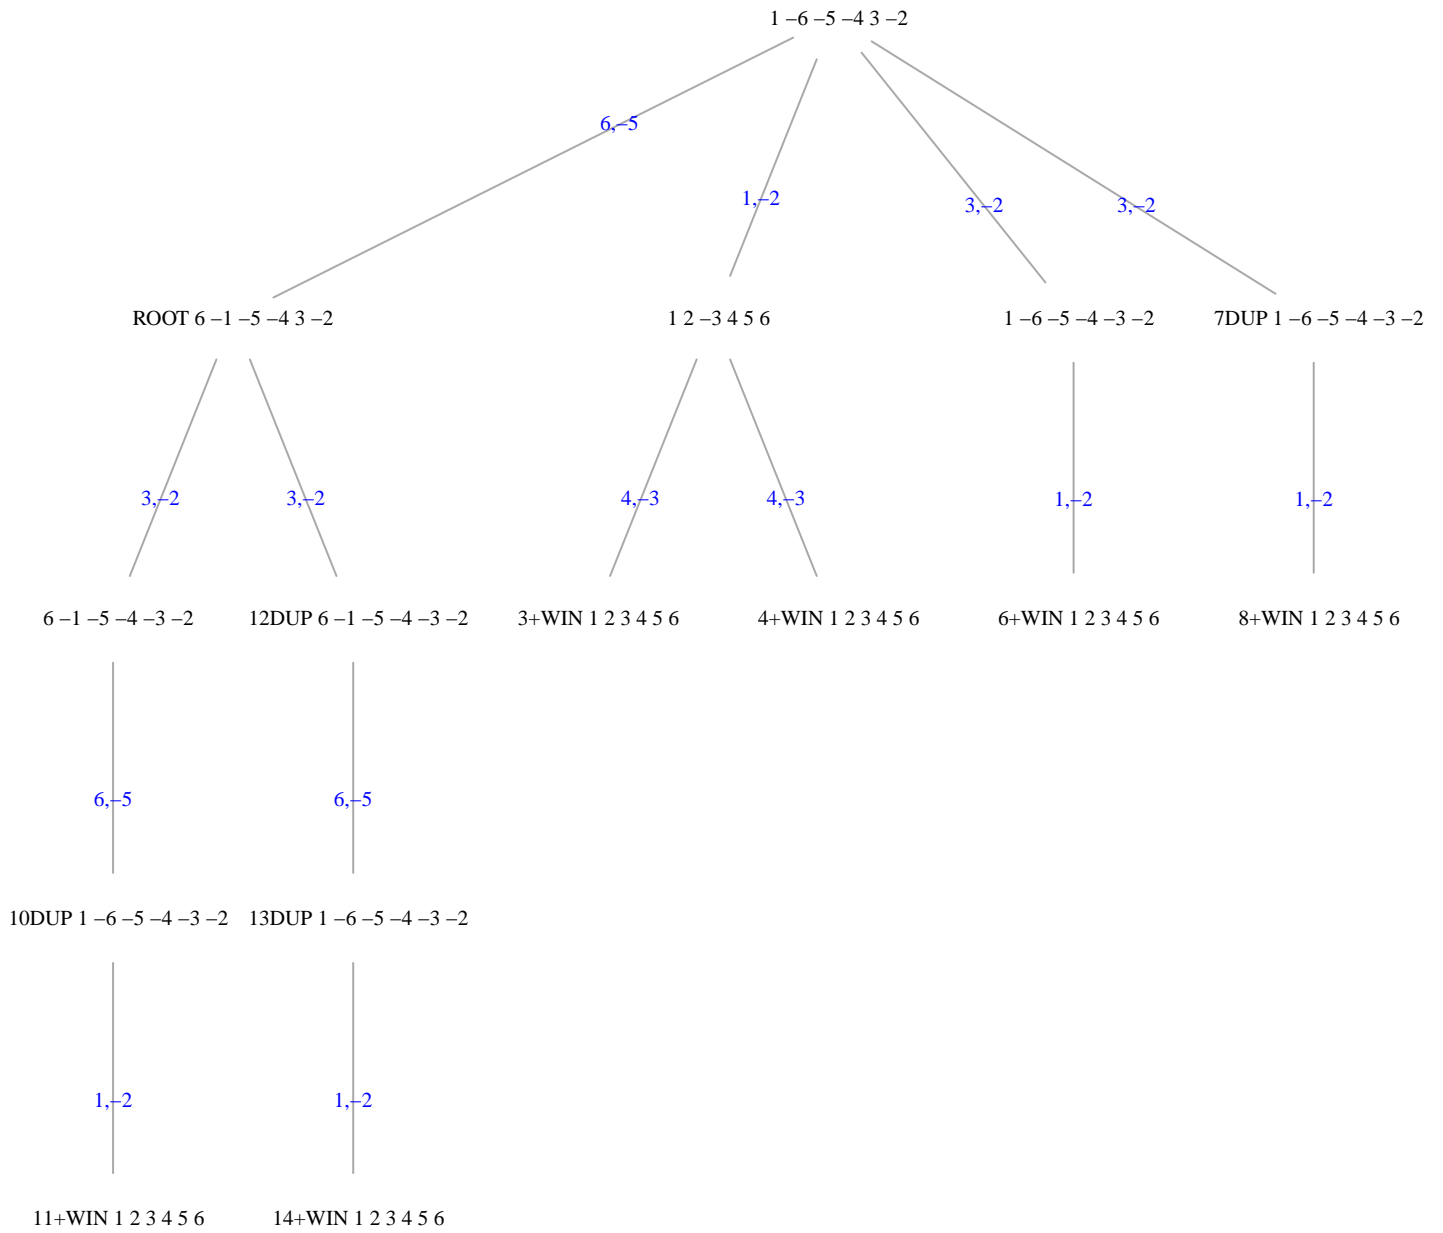 1 –6 –5 –4 3 –2
6,–5
1,–2
3,–2
3,–2
ROOT 6 –1 –5 –4 3 –2
1 2 –3 4 5 6
1 –6 –5 –4 –3 –2
7DUP 1 –6 –5 –4 –3 –2
3,–2
3,–2
4,–3
4,–3
1,–2
1,–2
6 –1 –5 –4 –3 –2
12DUP 6 –1 –5 –4 –3 –2
3+WIN 1 2 3 4 5 6
4+WIN 1 2 3 4 5 6
6+WIN 1 2 3 4 5 6
8+WIN 1 2 3 4 5 6
6,–5
6,–5
10DUP 1 –6 –5 –4 –3 –2
13DUP 1 –6 –5 –4 –3 –2
1,–2
1,–2
11+WIN 1 2 3 4 5 6
14+WIN 1 2 3 4 5 6